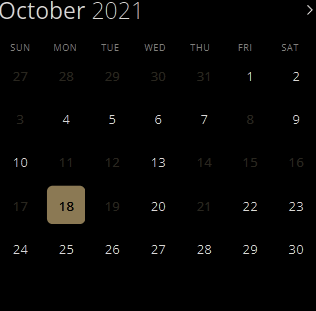 October 2021 >
SUN MON TUE WED THU FRI SAT
27 28 29 30 31 1 2
3 4 5 6 7 8 9
10 11 12 13 14 15 16
17 18 19 20 21 22 23
24 25 26 27 28 29 30